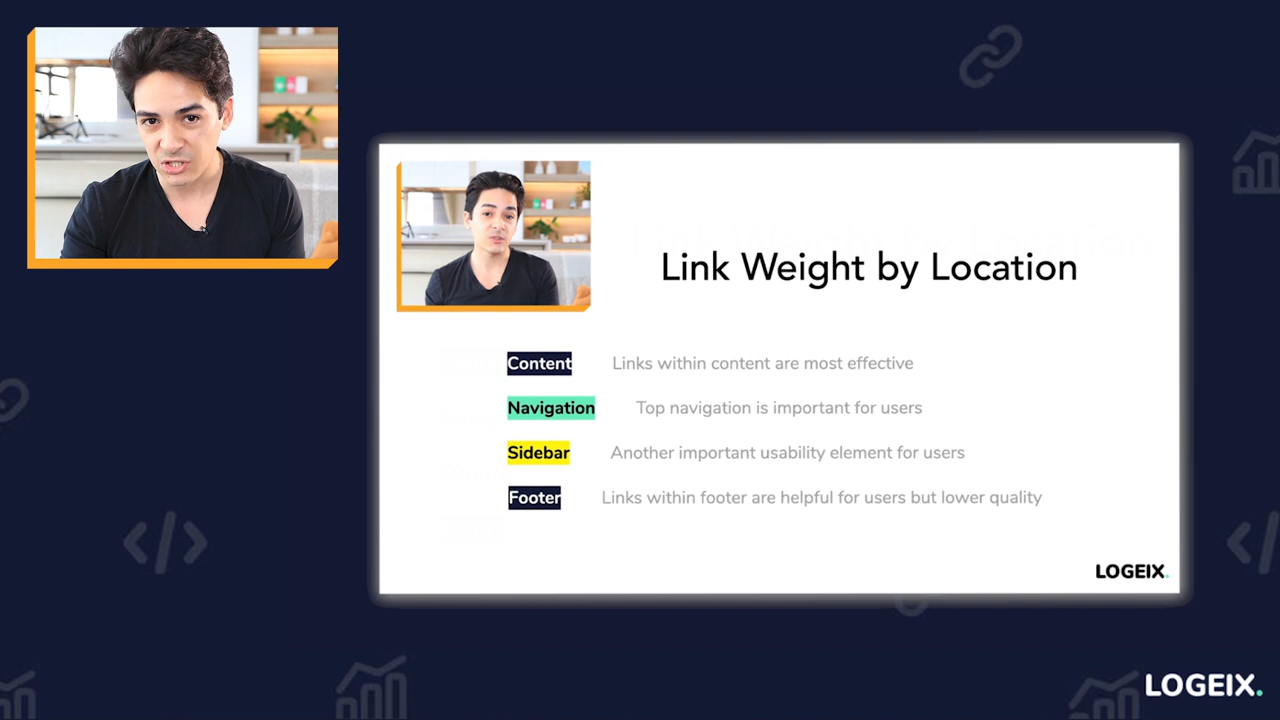 Link Weight by Location
Content Links within content are most effective
Navigation Top navigation is important for users
Sidebar Another important usability element for users
Footer Links within footer are helpful for users but lower quality
LOGEIX.
LOGEIX.